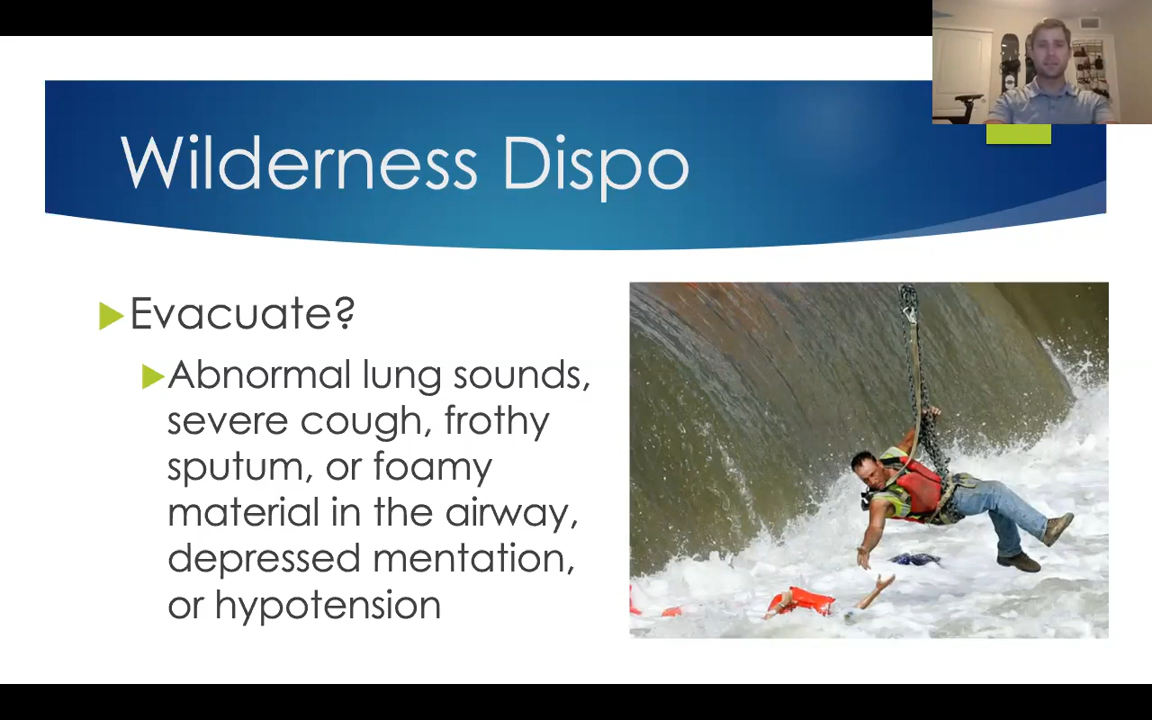 Wilderness Dispo
Evacuate?
Abnormal lung sounds,
severe cough, frothy
sputum, or foamy
material in the airway,
depressed mentation,
or hypotension